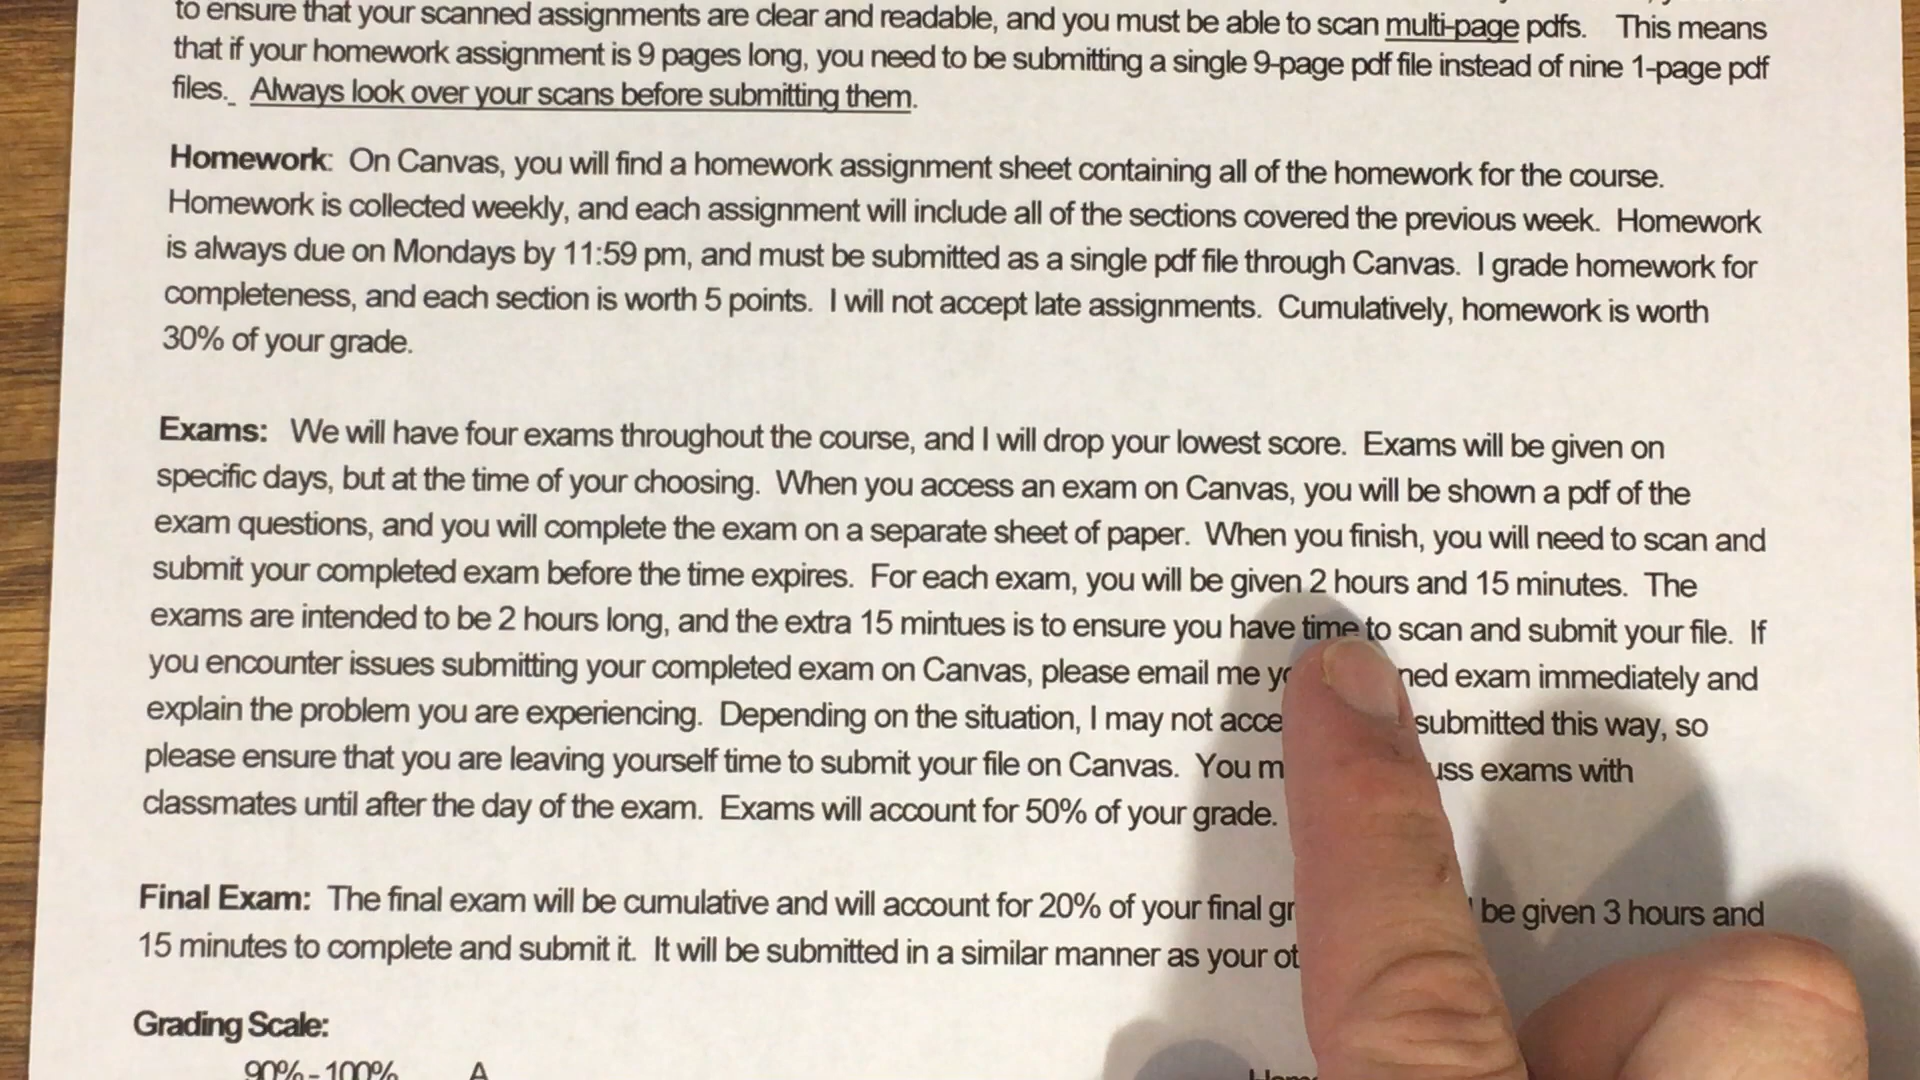 to ensure that your scanned assignments are clear and readable, and you must be able to scan multi-page pdfs. This means
that if your homework assignment is 9 pages long, you need to be submitting a single 9-page pdf file instead of nine 1-page pdf
files. Always look over your scans before submitting them.
Homework: On Canvas, you will find a homework assignment sheet containing all of the homework for the course.
Homework is collected weekly, and each assignment will include all of the sections covered the previous week. Homework
is always due on Mondays by 11:59 pm, and must be submitted as a single pdf file through Canvas. I grade homework for
completeness, and each section is worth 5 points. I will not accept late assignments. Cumulatively, homework is worth
30% of your grade.
Exams: We will have four exams throughout the course, and I will drop your lowest score. Exams will be given on
specific days, but at the time of your choosing. When you access an exam on Canvas, you will be shown a pdf of the
exam questions, and you will complete the exam on a separate sheet of paper. When you finish, you will need to scan and
submit your completed exam before the time expires. For each exam, you will be given 2 hours and 15 minutes. The
exams are intended to be 2 hours long, and the extra 15 mintues is to ensure you have time to scan and submit your file. If
you encounter issues submitting your completed exam on Canvas, please email me exam immediately and
explain the problem you are experiencing. Depending on the situation, I may not submitted this way, so
please ensure that you are leaving yourself time to submit your file on Canvas. You exams with
classmates until after the day of the exam. Exams will account for 50% of your grade.
Final Exam: The final exam will be cumulative and will account for 20% of your final be given 3 hours and
15 minutes to complete and submit it. It will be submitted in a similar manner as your
Grading Scale:
90% - 100% A